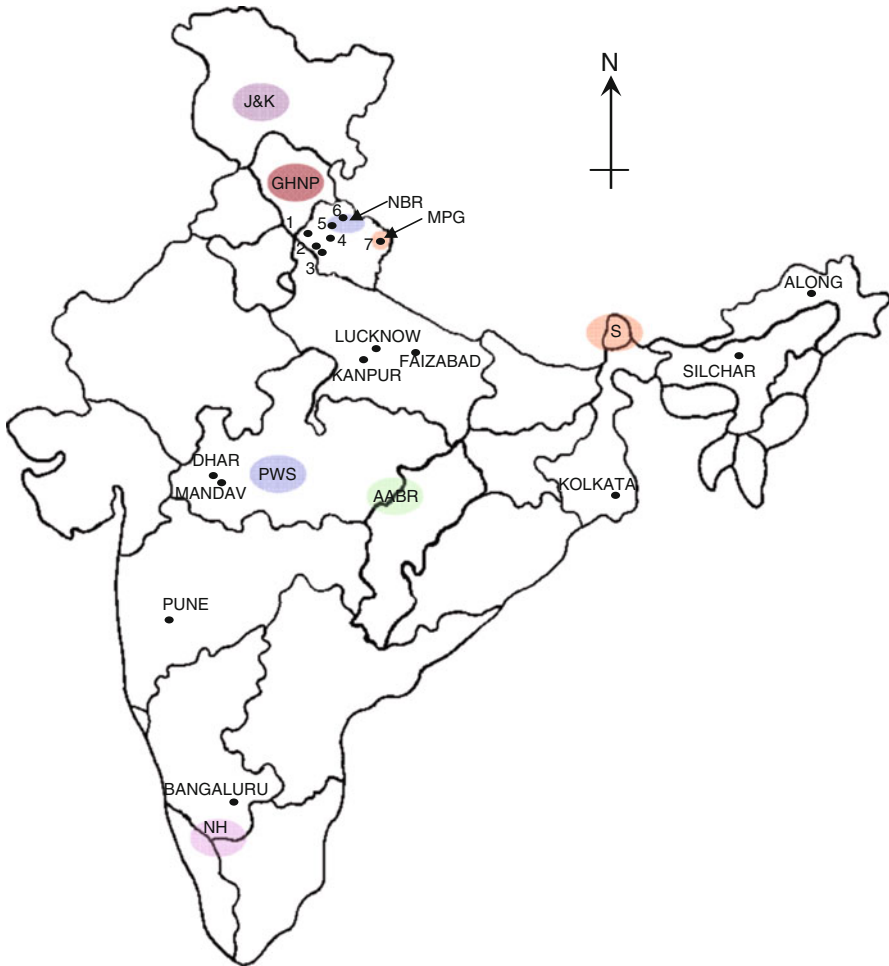 N
J&K
GHNP
NBR
6
MPG
1
5
4
7
2
3
ALONG
S
LUCKNOW
FAIZABAD
KANPUR
SILCHAR
DHAR
PWS
MANDAV
AABR
KOLKATA
PUNE
BANGALURU
NH